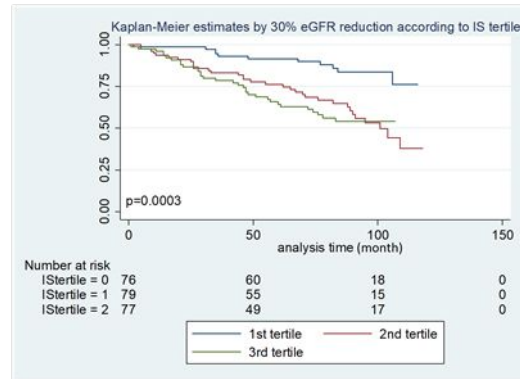 Kaplan-Meier estimates by 30% eGFR reduction according to IS tertile
1.00
0.75
0.50
0.25
0.00
p=0.0003
0 50 100 150
analysis time (month)
Number at risk
IStertile = 0 76 60 18 0
IStertile = 1 79 55 15 0
IStertile = 2 77 49 17 0
1st tertile 2nd tertile
3rd tertile